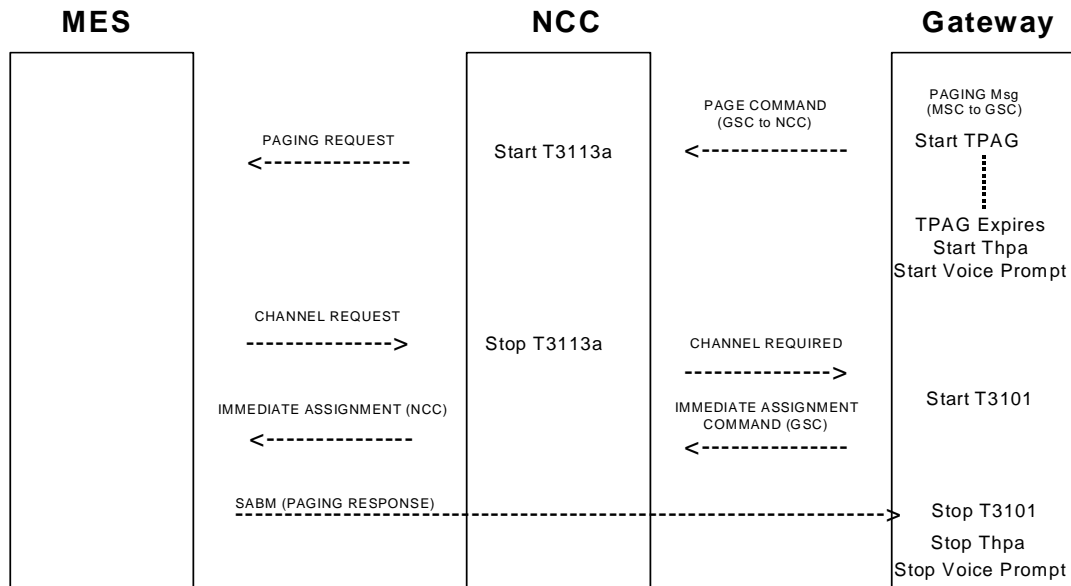 MES
NCC
Gateway
PAGING Msg
(MSC to GSC)
PAGE COMMAND
(GSC to NCC)
PAGING REQUEST
Start T3113a
Start TPAG
TPAG Expires
Start Thpa
Start Voice Prompt
CHANNEL REQUEST
Stop T3113a
CHANNEL REQUIRED
Start T3101
IMMEDIATE ASSIGNMENT (NCC)
IMMEDIATE ASSIGNMENT
COMMAND (GSC)
SABM (PAGING RESPONSE)
Stop T3101
Stop Thpa
Stop Voice Prompt